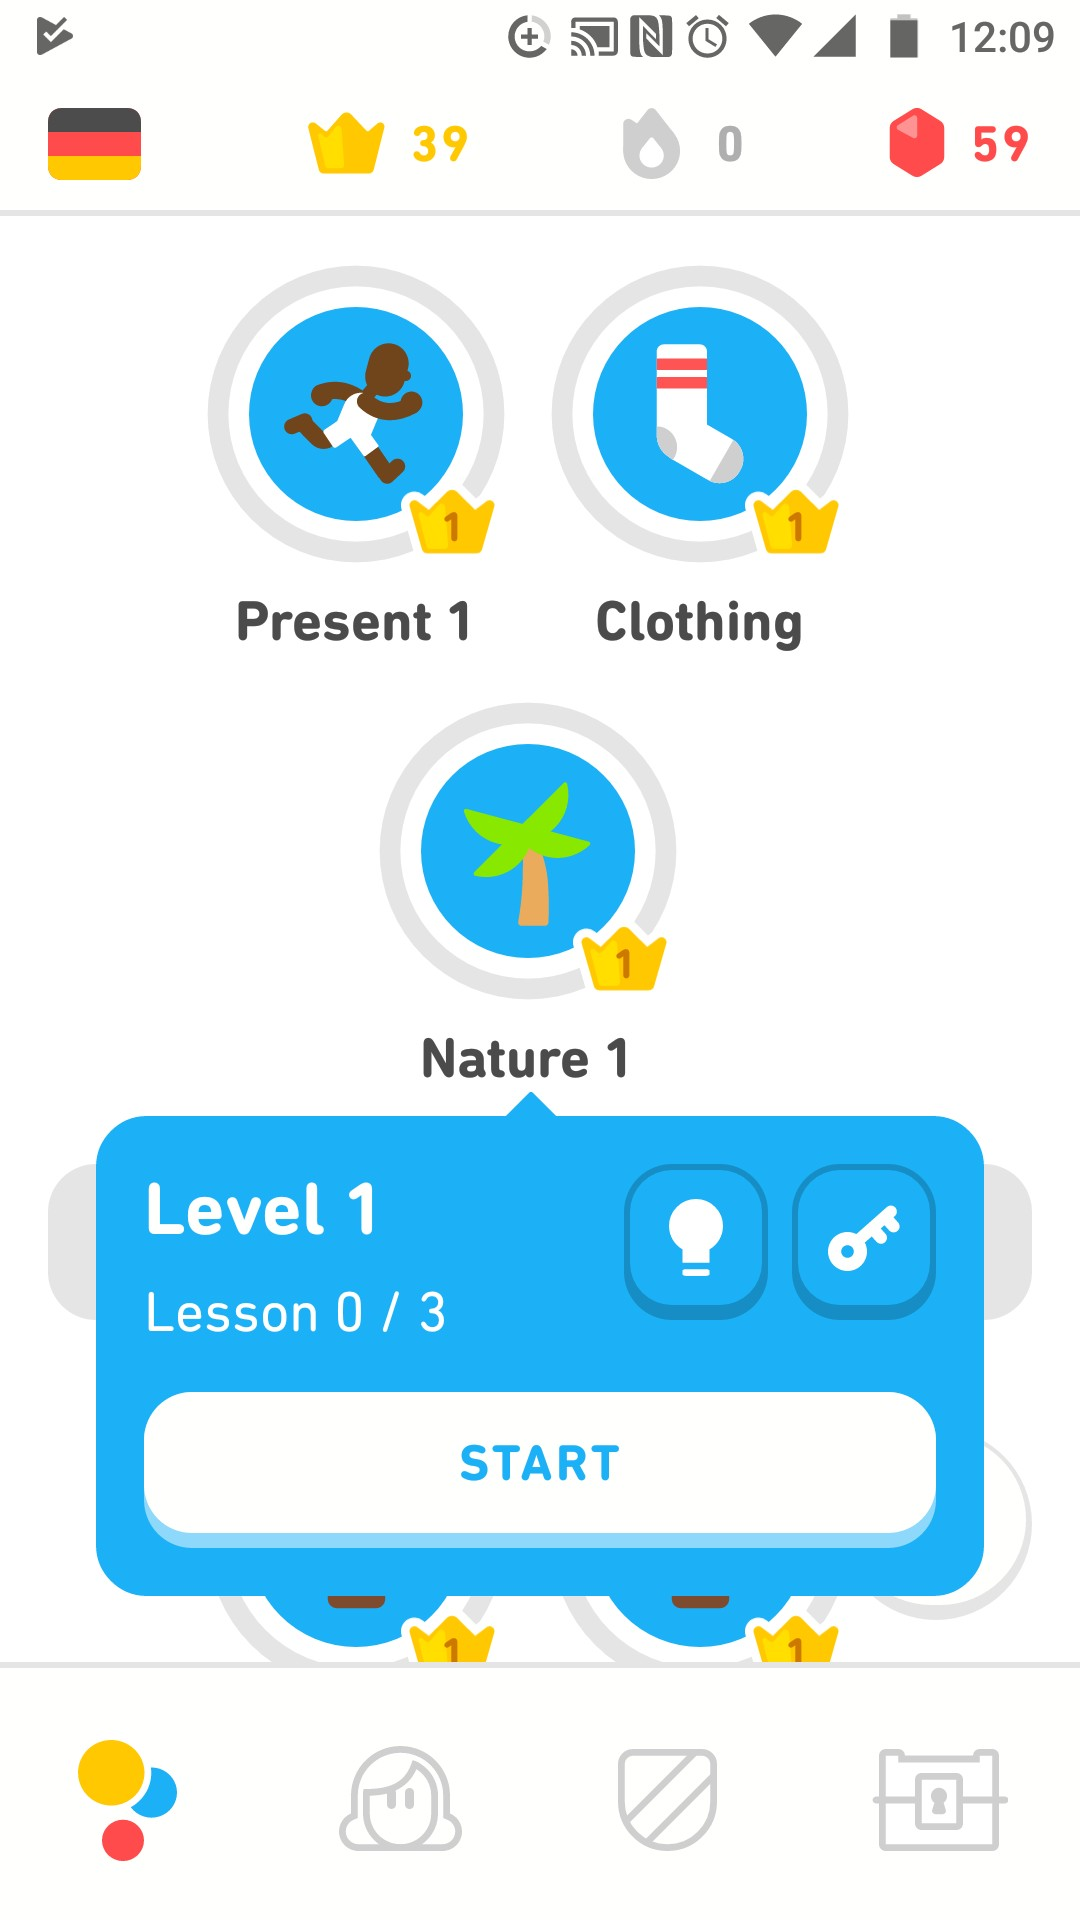 12:09
39 0 59
1 1
Present 1 Clothing
1
Nature 1
Level 1
Lesson 0 / 3
START
1 1